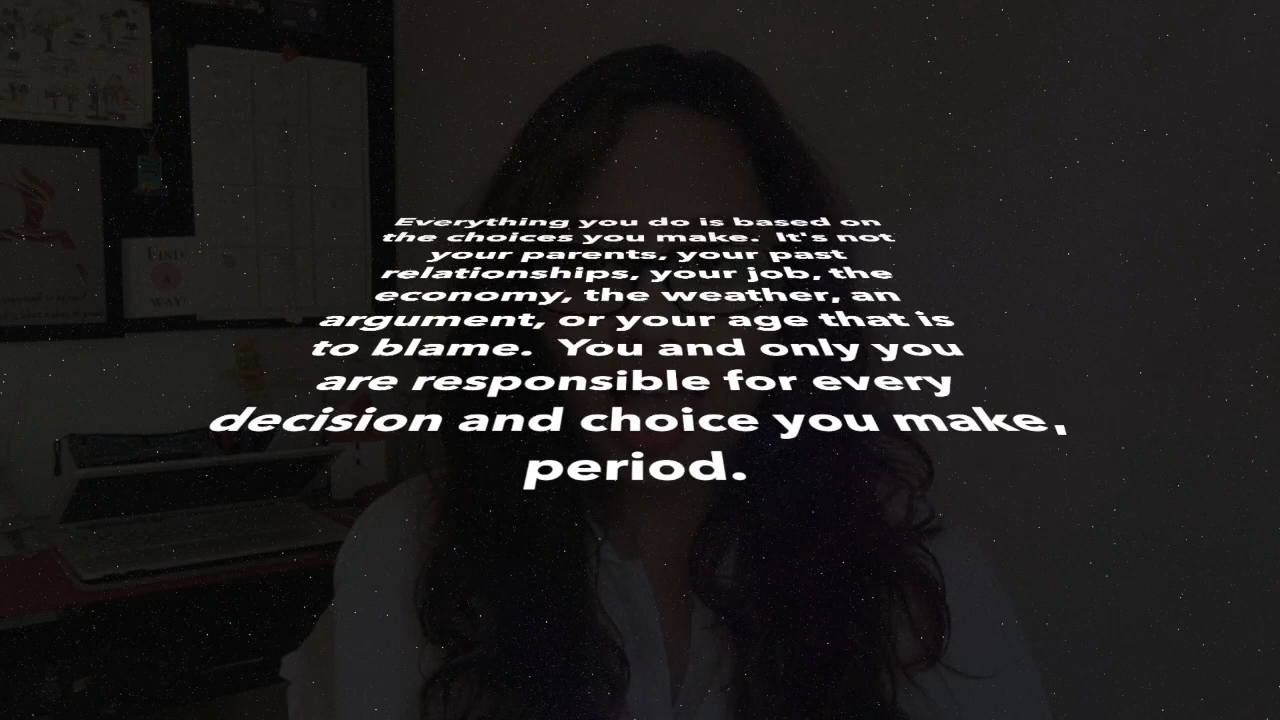 FIND
A
WAY
Everything you do is based on
the choices you make.  It's not
your parents, your past
relationships, your job, the
economy, the weather, an
argument, or your age that is
to blame.  You and only you
are responsible for every
decision and choice you make,
period.